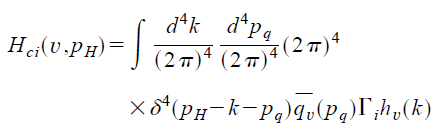 H_{ci}(v,p_H) = ∫ \frac{d^4k}{(2π)^4} \frac{d^4p_q}{(2π)^4} (2π)^4
× δ^4(p_H − k − p_q) \overline{q_v}(p_q) Γ_i h_v(k)